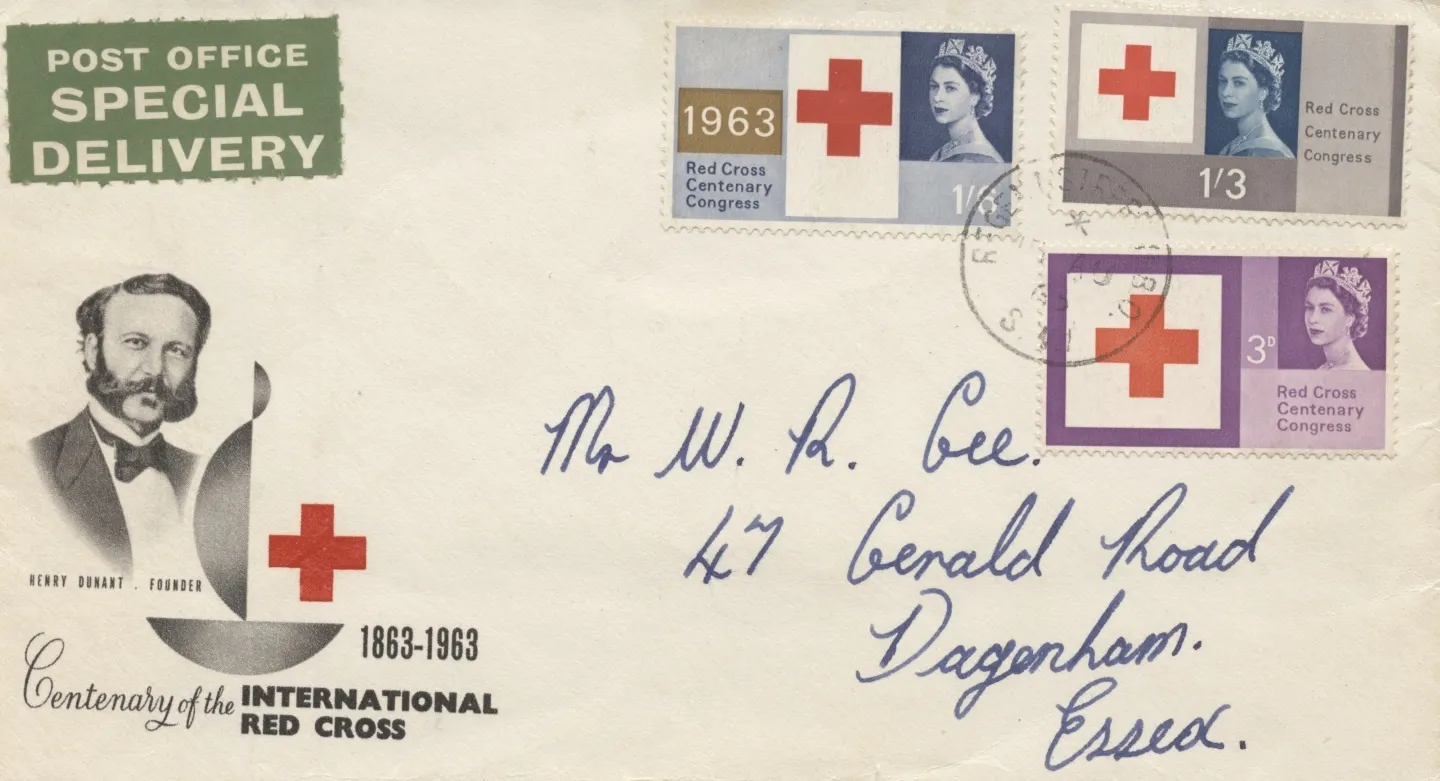 POST OFFICE
SPECIAL
DELIVERY
1963
Red Cross
Centenary
Congress
1/6
Red Cross
Centenary
Congress
1/3
3D
Red Cross
Centenary
Congress
Mr W. R. Gee.
47 Gerald Road
Dagenham.
Essex.
HENRY DUNANT . FOUNDER
1863-1963
Centenary of the INTERNATIONAL
RED CROSS